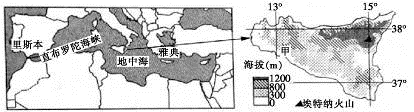 里斯本
直布罗陀海峡
地中海
雅典
13° 15°
甲
38°
37°
海拔(m)
1200
900
300
0
埃特纳火山